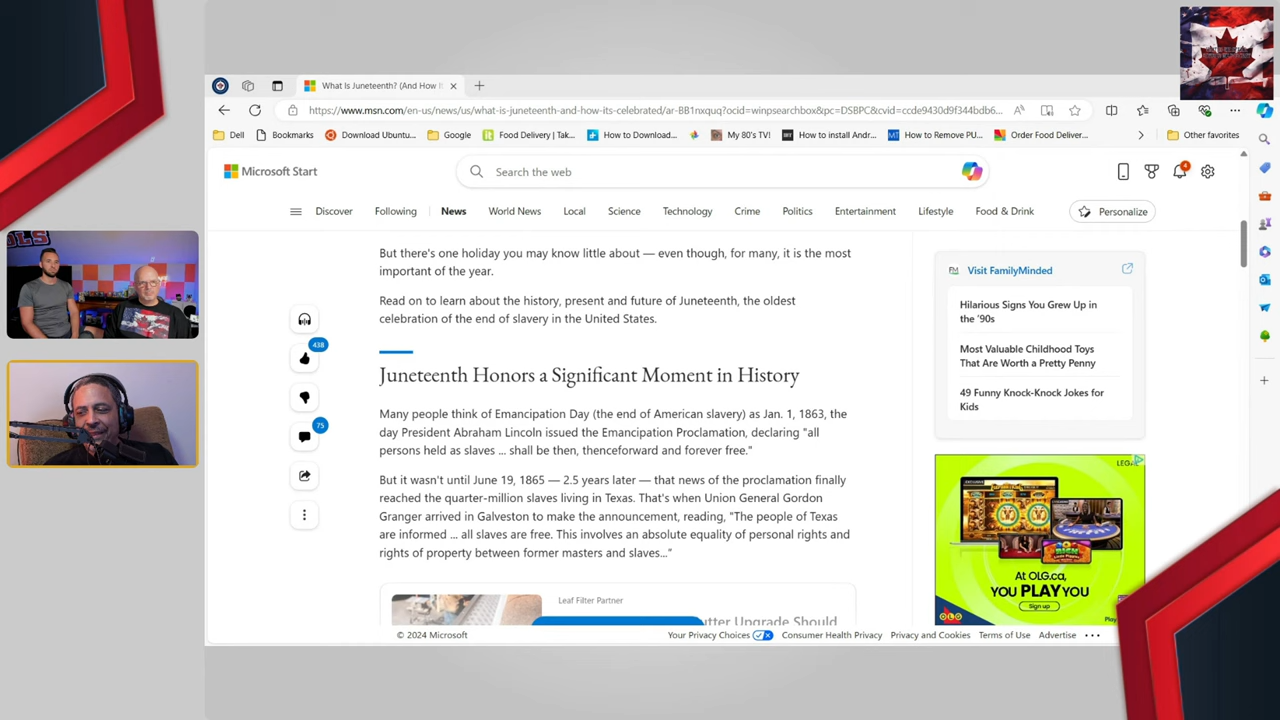 What Is Juneteenth? (And How I
https://www.msn.com/en-us/news/us/what-is-juneteenth-and-how-its-celebrated/ar-BB1nxquq?ocid=winpsearchbox&pc=DSBPC&cvid=ccde9430d9f344bdb6...
Dell
Bookmarks
Download Ubuntu...
Google
Food Delivery | Tak...
How to Download...
My 80's TV!
How to install Andr...
How to Remove PU...
Order Food Deliver...
Other favorites
Microsoft Start
Search the web
4
Discover
Following
News
World News
Local
Science
Technology
Crime
Politics
Entertainment
Lifestyle
Food & Drink
Personalize
But there's one holiday you may know little about — even though, for many, it is the most
important of the year.
Read on to learn about the history, present and future of Juneteenth, the oldest
celebration of the end of slavery in the United States.
438
75
Juneteenth Honors a Significant Moment in History
Many people think of Emancipation Day (the end of American slavery) as Jan. 1, 1863, the
day President Abraham Lincoln issued the Emancipation Proclamation, declaring "all
persons held as slaves ... shall be then, thenceforward and forever free."
But it wasn't until June 19, 1865 — 2.5 years later — that news of the proclamation finally
reached the quarter-million slaves living in Texas. That's when Union General Gordon
Granger arrived in Galveston to make the announcement, reading, "The people of Texas
are informed ... all slaves are free. This involves an absolute equality of personal rights and
rights of property between former masters and slaves..."
Leaf Filter Partner
utter Upgrade Should
Visit FamilyMinded
Hilarious Signs You Grew Up in
the '90s
Most Valuable Childhood Toys
That Are Worth a Pretty Penny
49 Funny Knock-Knock Jokes for
Kids
At OLG.ca,
YOU PLAY YOU
Sign up
OLG
© 2024 Microsoft
Your Privacy Choices
Consumer Health Privacy
Privacy and Cookies
Terms of Use
Advertise